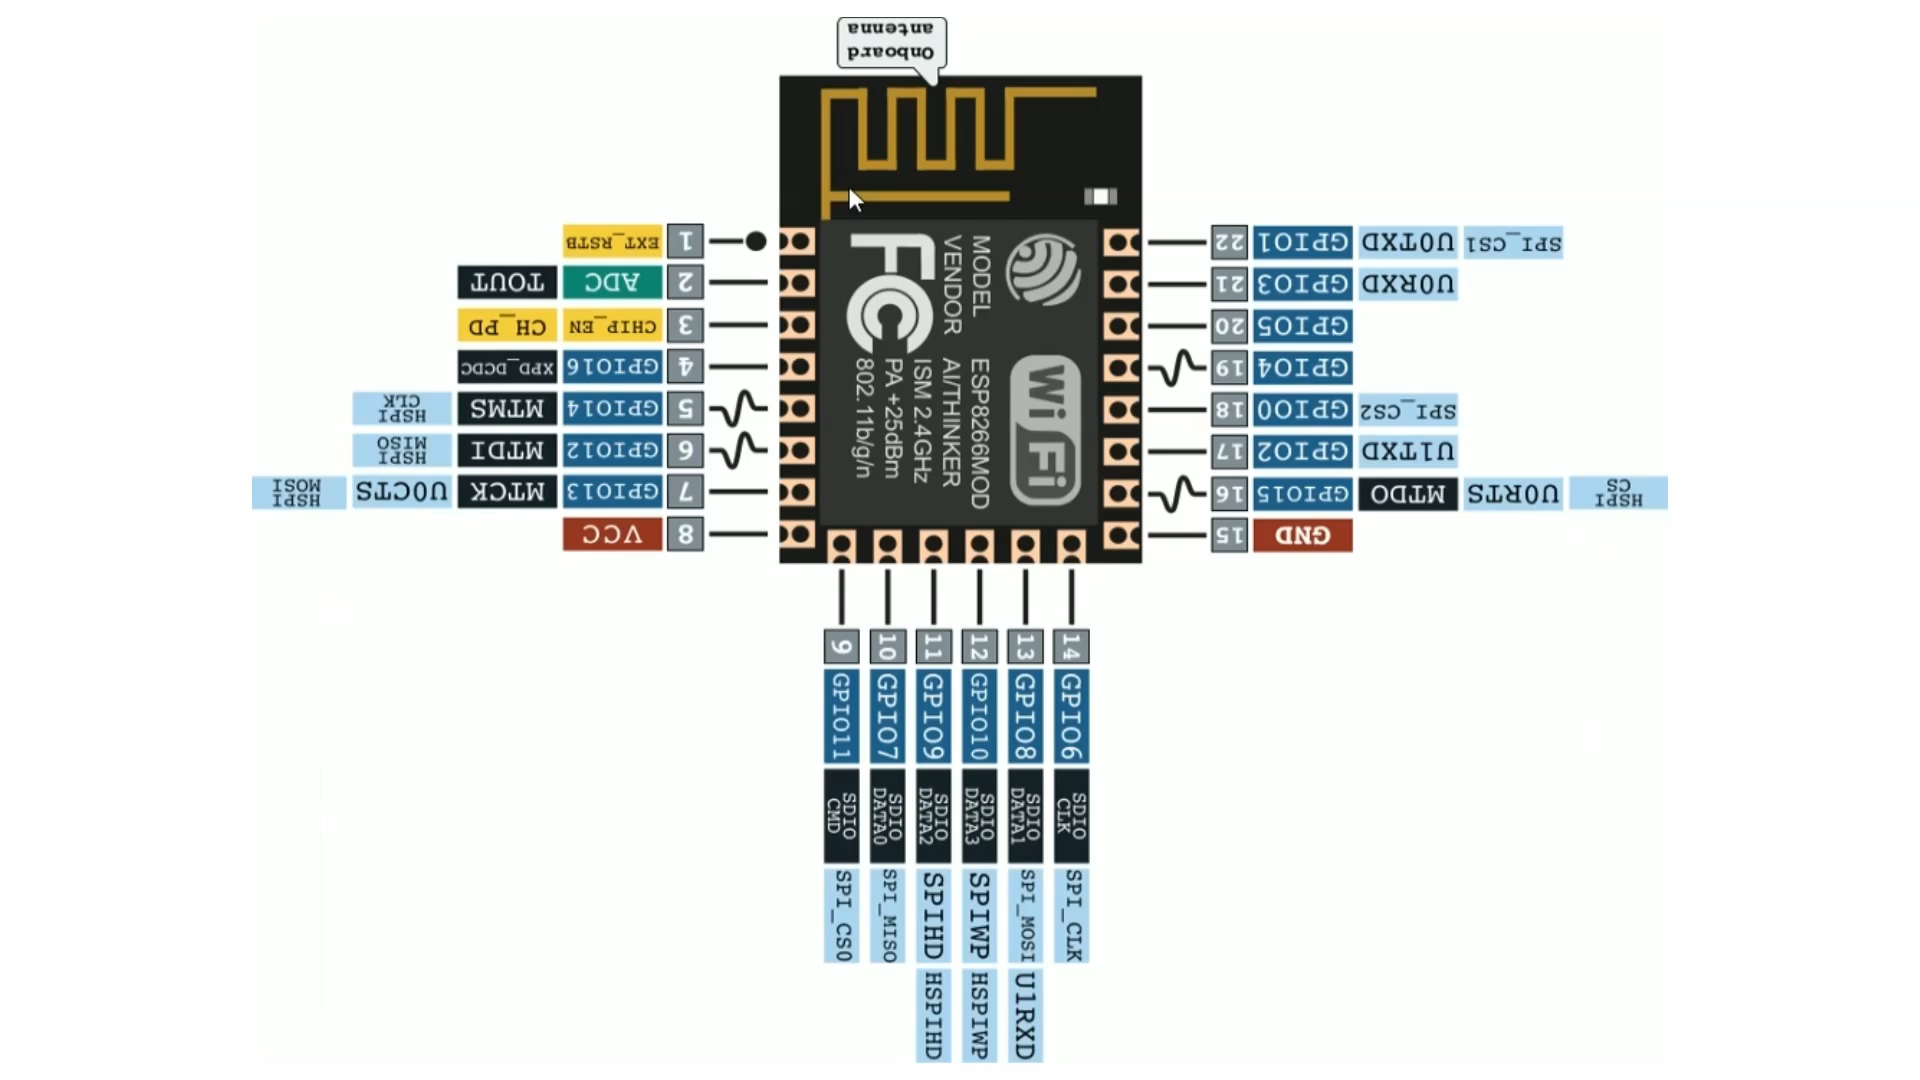 Onboard
antenna
1 EXT_RSTB
2 ADC TOUT
3 CHIP_EN CH_PD
4 GPIO16 XPD_DCDC
5 GPIO14 MTMS HSPI
CLK
6 GPIO12 MTDI HSPI
MISO
7 GPIO13 MTCK U0CTS HSPI
MOSI
8 VCC
MODEL ESP8266MOD
VENDOR AI/THINKER
ISM 2.4GHz
PA +25dBm
802.11b/g/n
FC
WiFi
22 GPIO1 U0TXD SPI_CS1
21 GPIO3 U0RXD
20 GPIO5
19 GPIO4
18 GPIO0 SPI_CS2
17 GPIO2 U1TXD
16 GPIO15 MTDO U0RTS HSPI
CS
15 GND
9 GPIO11 SDIO
CMD SPI_CS0
10 GPIO7 SDIO
DATA0 SPI_MISO
11 GPIO9 SDIO
DATA2 SPIHD HSPIHD
12 GPIO10 SDIO
DATA3 SPIWP HSPIWP
13 GPIO8 SDIO
DATA1 SPI_MOSI U1RXD
14 GPIO6 SDIO
CLK SPI_CLK